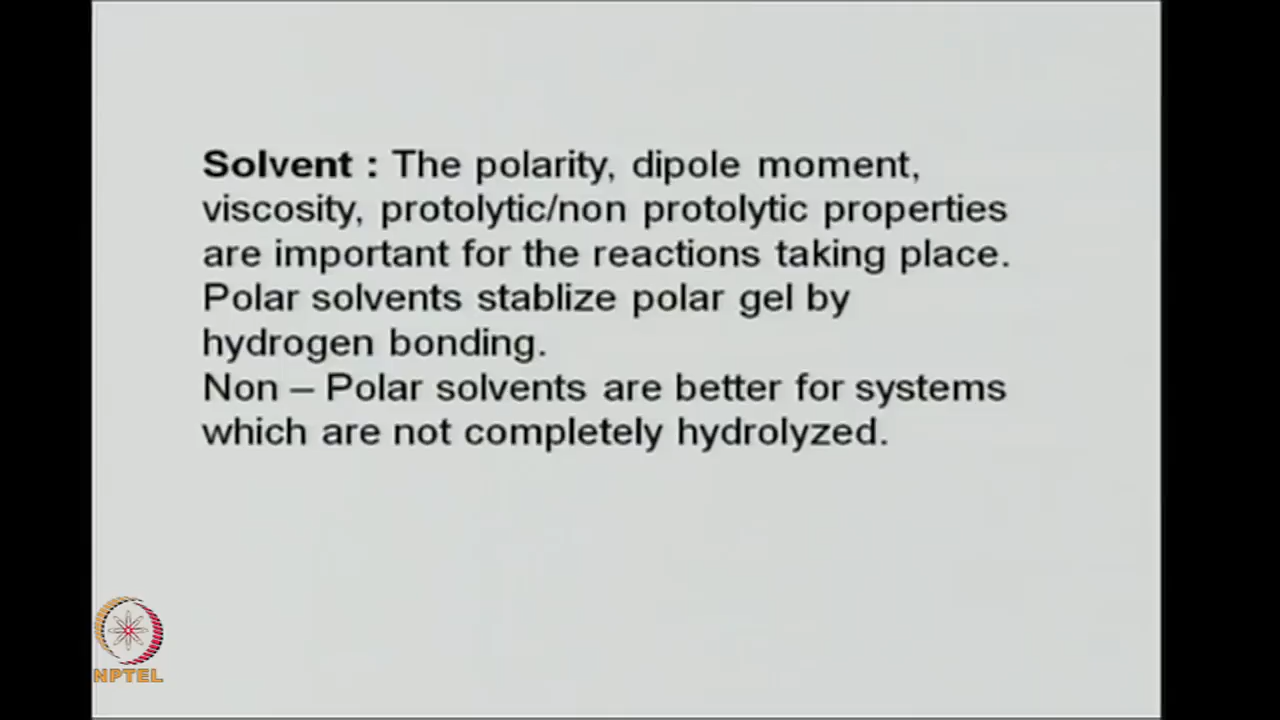 Solvent : The polarity, dipole moment,
viscosity, protolytic/non protolytic properties
are important for the reactions taking place.
Polar solvents stablize polar gel by
hydrogen bonding.
Non – Polar solvents are better for systems
which are not completely hydrolyzed.
NPTEL